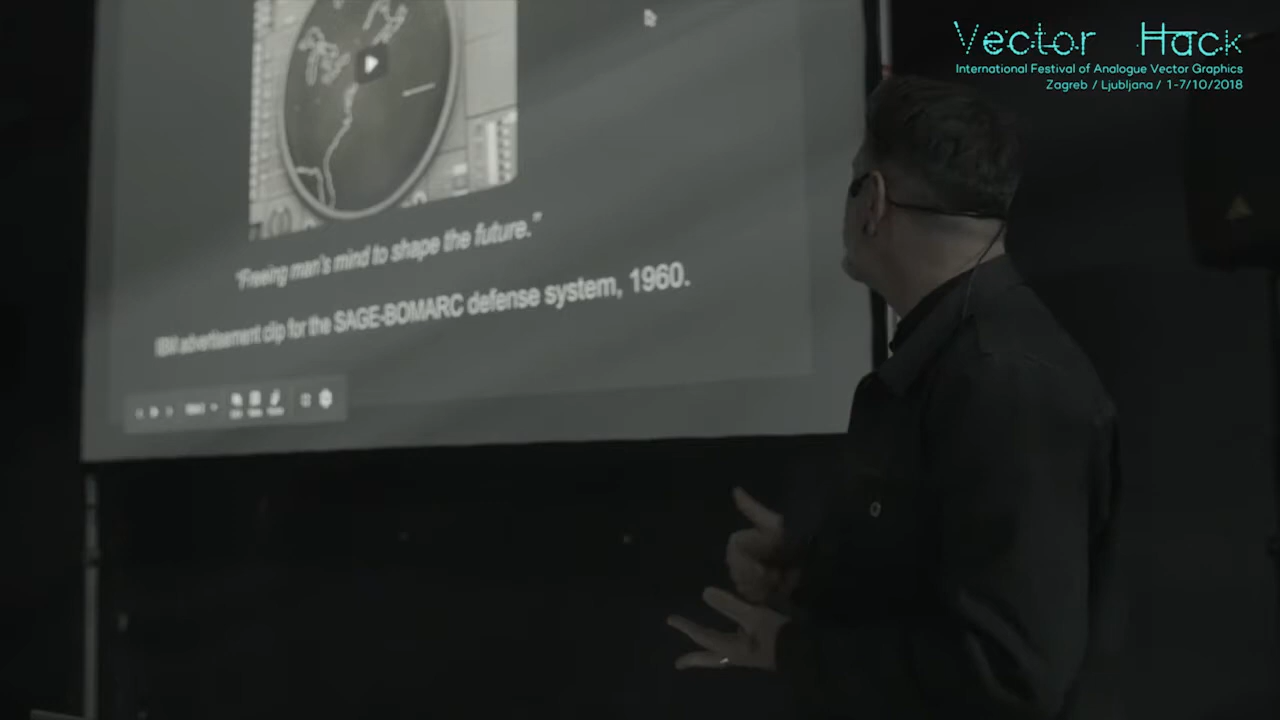 Vector Hack
International Festival of Analogue Vector Graphics
Zagreb / Ljubljana / 1-7/10/2018
"Freeing man's mind to shape the future."
IBM advertisement clip for the SAGE-BOMARC defense system, 1960.